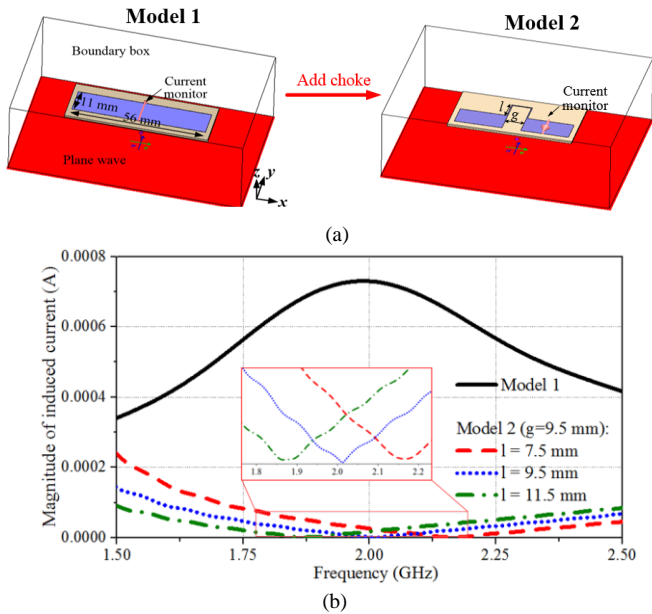 Model 1
Model 2
Boundary box
Current
monitor
11 mm
56 mm
Plane wave
z
y
x
Add choke
Current
monitor
l
g
(a)
Magnitude of induced current (A)
0.0008
0.0006
0.0004
0.0002
0.0000
1.8 1.9 2.0 2.1 2.2
Model 1
Model 2 (g=9.5 mm):
l = 7.5 mm
l = 9.5 mm
l = 11.5 mm
1.50 1.75 2.00 2.25 2.50
Frequency (GHz)
(b)